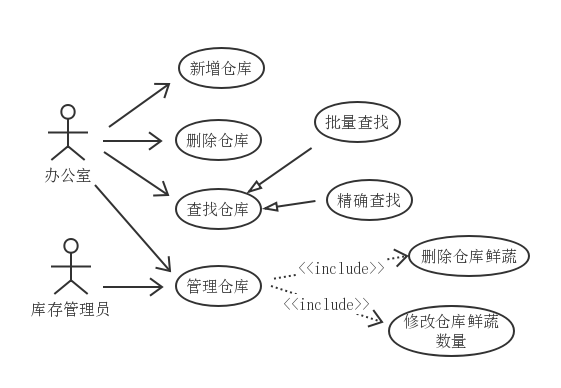 新增仓库
批量查找
删除仓库
办公室
精确查找
查找仓库
删除仓库鲜蔬
<<include>>
管理仓库
<<include>>
库存管理员
修改仓库鲜蔬
数量